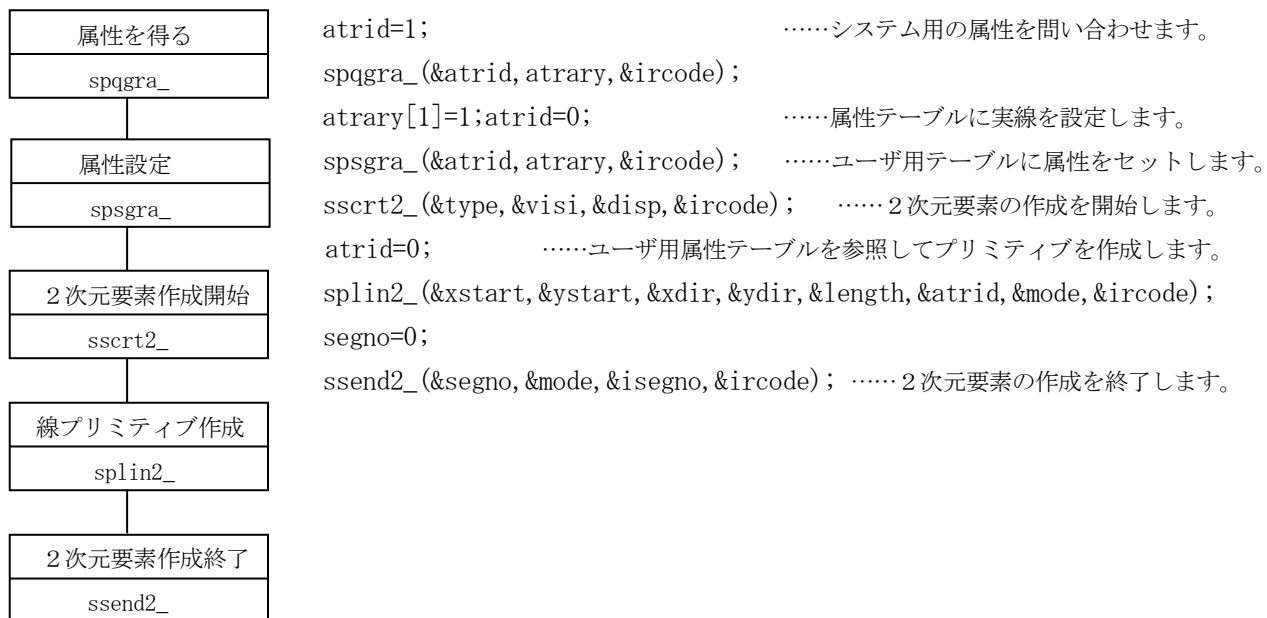 属性を得る
spqgra_
属性設定
spsgra_
２次元要素作成開始
sscrt2_
線プリミティブ作成
splin2_
２次元要素作成終了
ssend2_
atrid=1; ……システム用の属性を問い合わせます。
spqgra_(&atrid,atrary,&ircode);
atrary[1]=1;atrid=0; ……属性テーブルに実線を設定します。
spsgra_(&atrid,atrary,&ircode); ……ユーザ用テーブルに属性をセットします。
sscrt2_(&type,&visi,&disp,&ircode); ……２次元要素の作成を開始します。
atrid=0; ……ユーザ用属性テーブルを参照してプリミティブを作成します。
splin2_(&xstart,&ystart,&xdir,&ydir,&length,&atrid,&mode,&ircode);
segno=0;
ssend2_(&segno,&mode,&isegno,&ircode); ……２次元要素の作成を終了します。